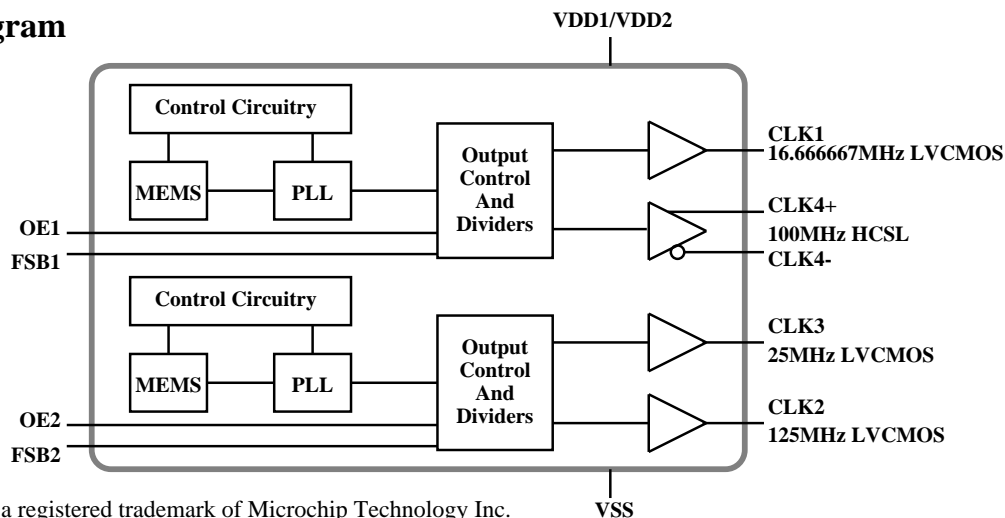 gram
VDD1/VDD2
Control Circuitry
MEMS
PLL
Output
Control
And
Dividers
CLK1
16.666667MHz LVCMOS
CLK4+
100MHz HCSL
CLK4-
OE1
FSB1
Control Circuitry
MEMS
PLL
Output
Control
And
Dividers
CLK3
25MHz LVCMOS
CLK2
125MHz LVCMOS
OE2
FSB2
a registered trademark of Microchip Technology Inc.
VSS